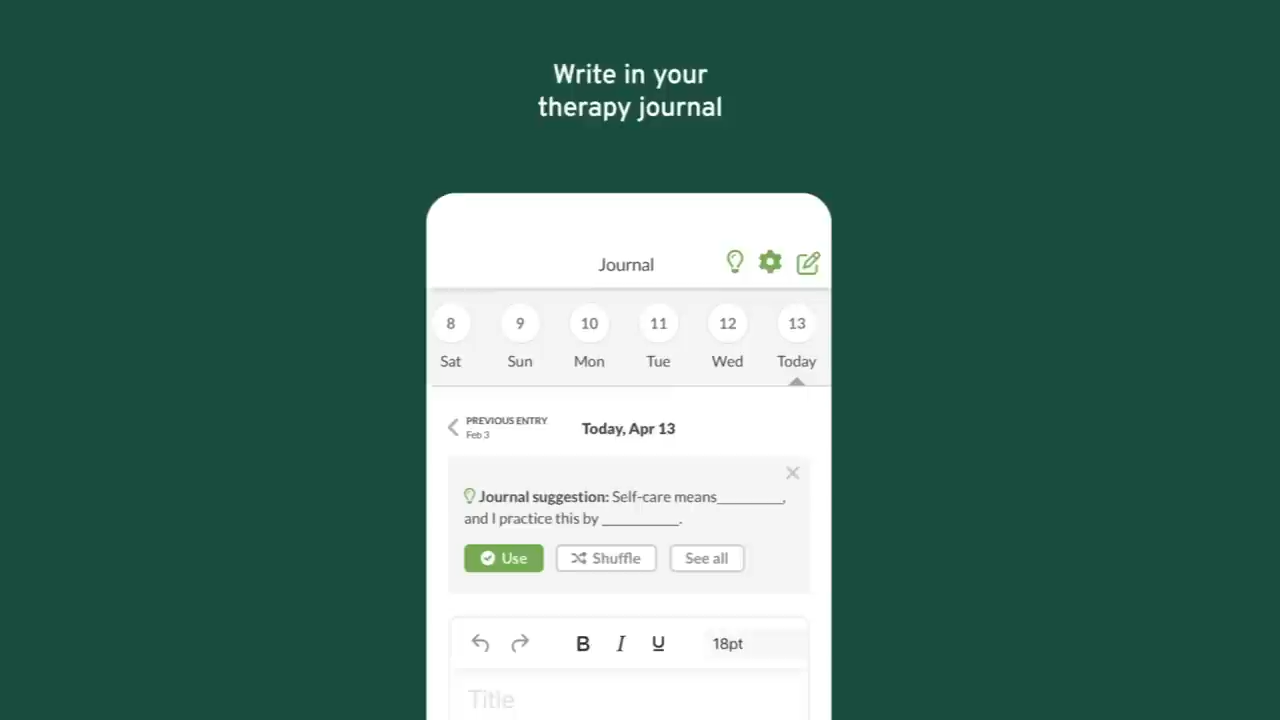 Write in your
therapy journal
Journal
8 9 10 11 12 13
Sat Sun Mon Tue Wed Today
PREVIOUS ENTRY
Feb 3
Today, Apr 13
Journal suggestion: Self-care means_________,
and I practice this by ___________.
Use Shuffle See all
B I U 18pt
Title